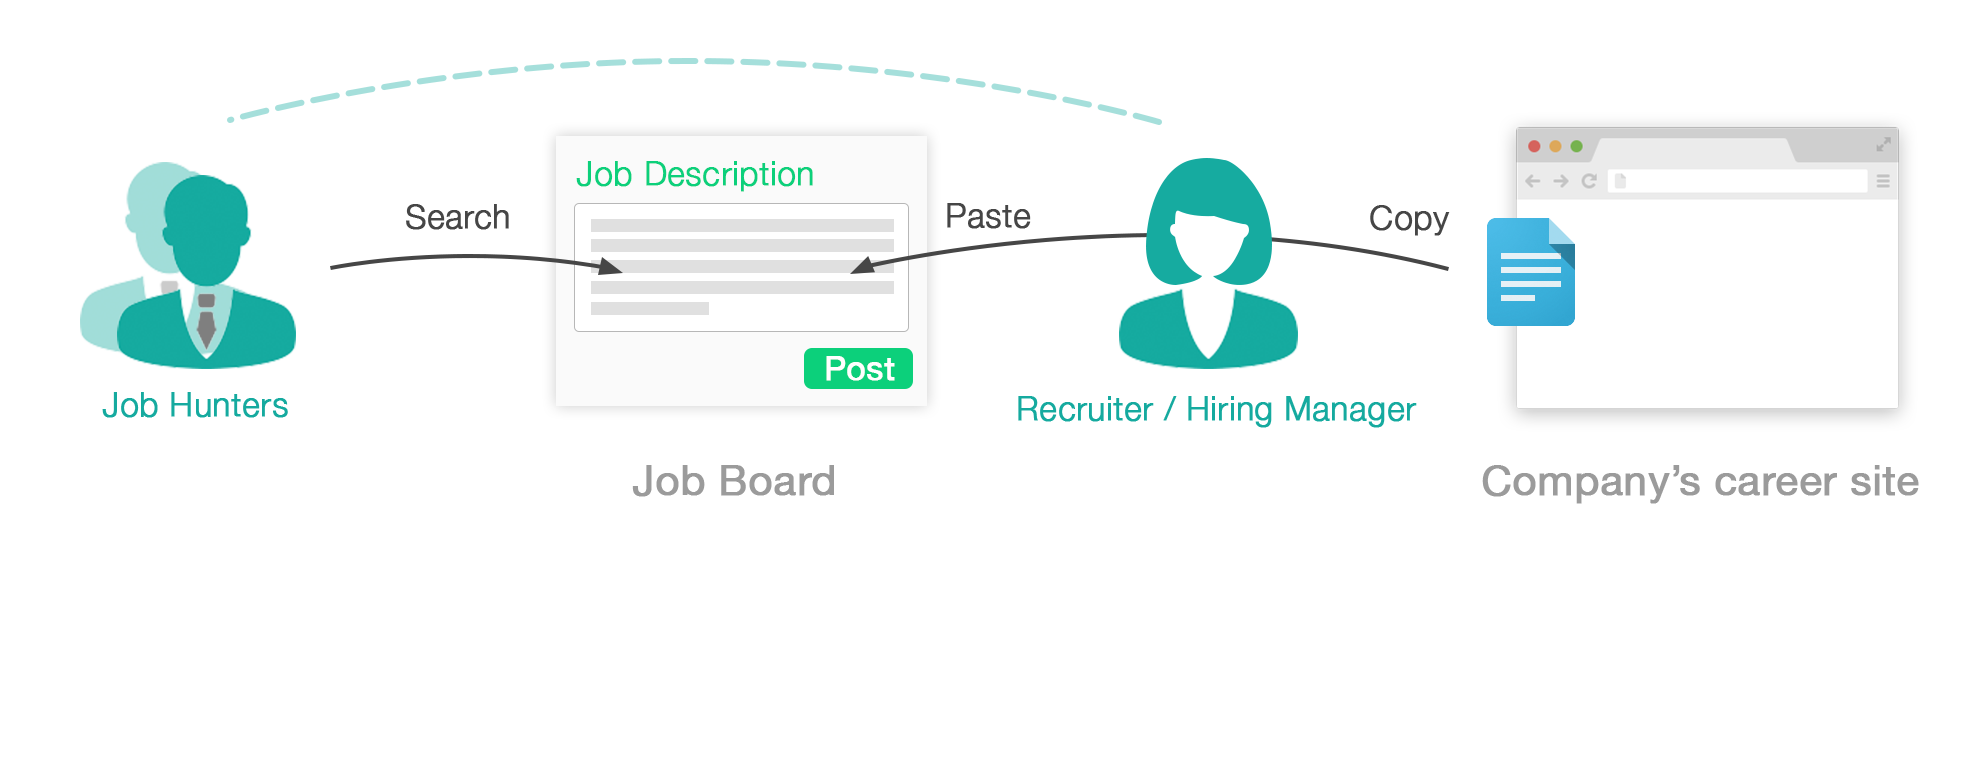 Job Description
Search
Paste
Copy
Post
Job Hunters
Recruiter / Hiring Manager
Job Board
Company's career site